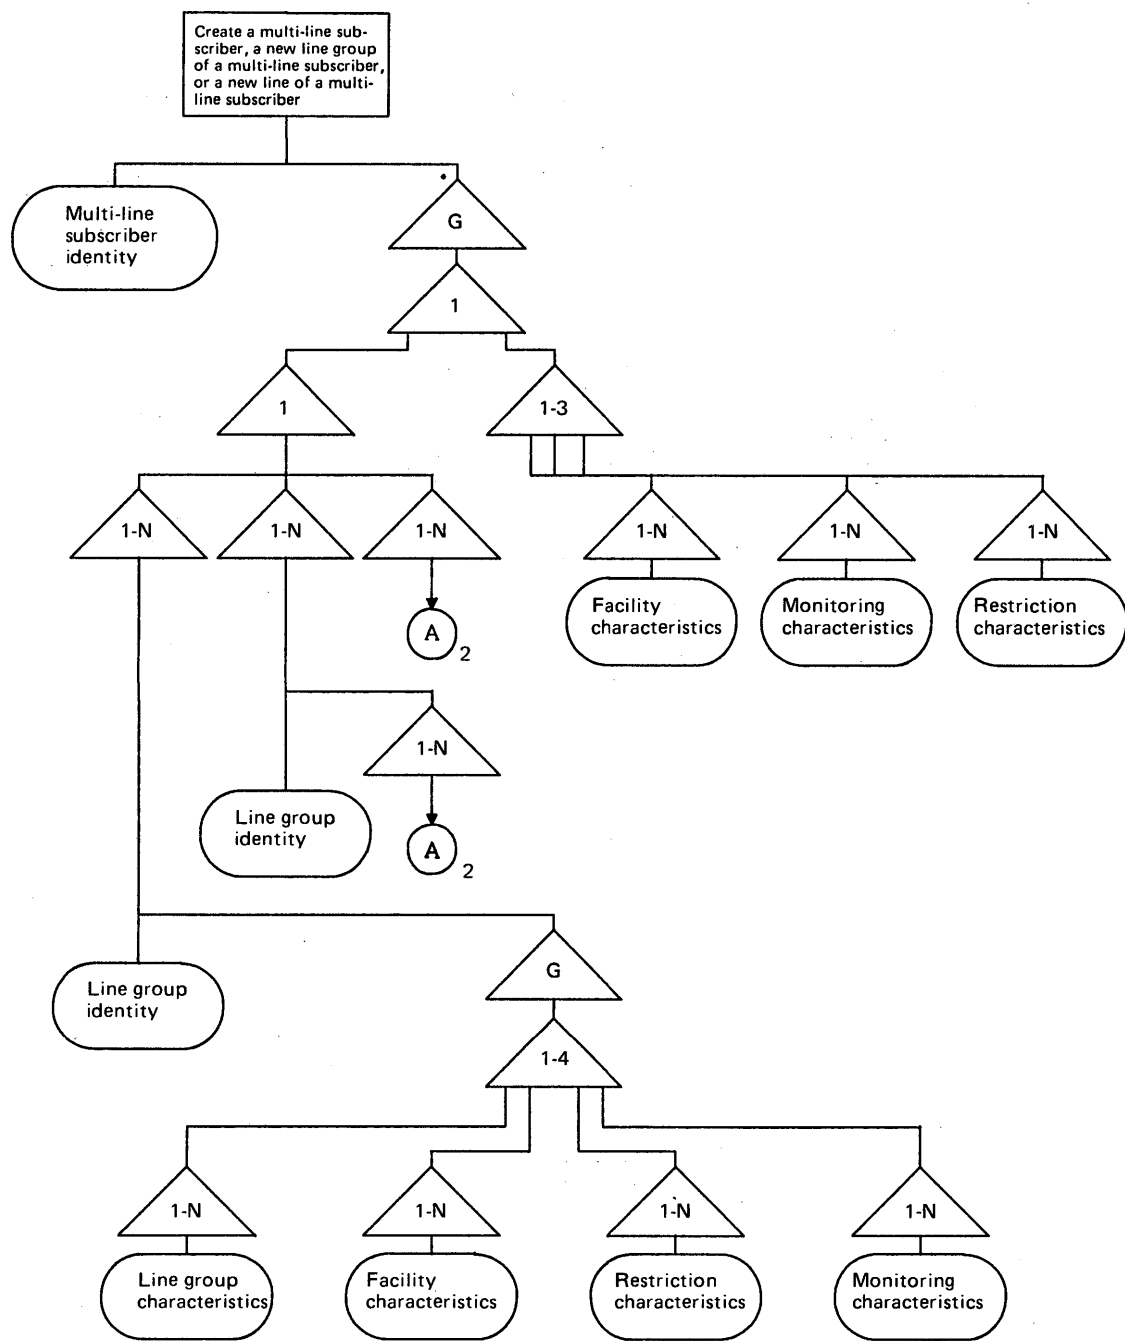 Create a multi-line sub-
scriber, a new line group
of a multi-line subscriber,
or a new line of a multi-
line subscriber
Multi-line
subscriber
identity
G
1
1
1-3
1-N
1-N
1-N
1-N
1-N
1-N
A
2
Facility
characteristics
Monitoring
characteristics
Restriction
characteristics
1-N
Line group
identity
A
2
G
Line group
identity
1-4
1-N
1-N
1-N
1-N
Line group
characteristics
Facility
characteristics
Restriction
characteristics
Monitoring
characteristics